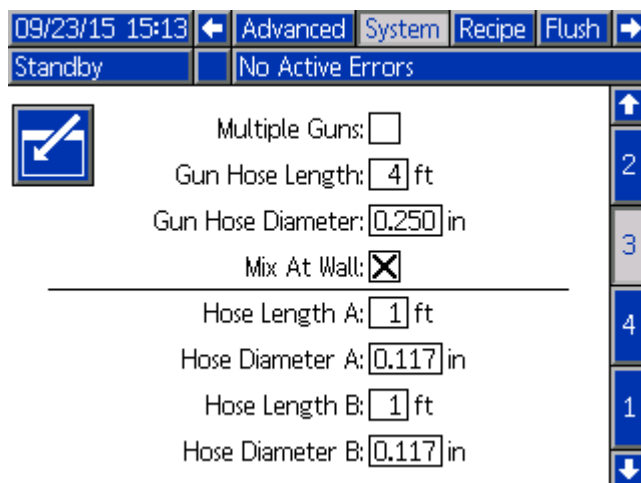 09/23/15 15:13 Advanced System Recipe Flush
Standby No Active Errors
Multiple Guns:
2
Gun Hose Length: 4 ft
Gun Hose Diameter: 0.250 in
3
Mix At Wall:
Hose Length A: 1 ft
4
Hose Diameter A: 0.117 in
Hose Length B: 1 ft
1
Hose Diameter B: 0.117 in